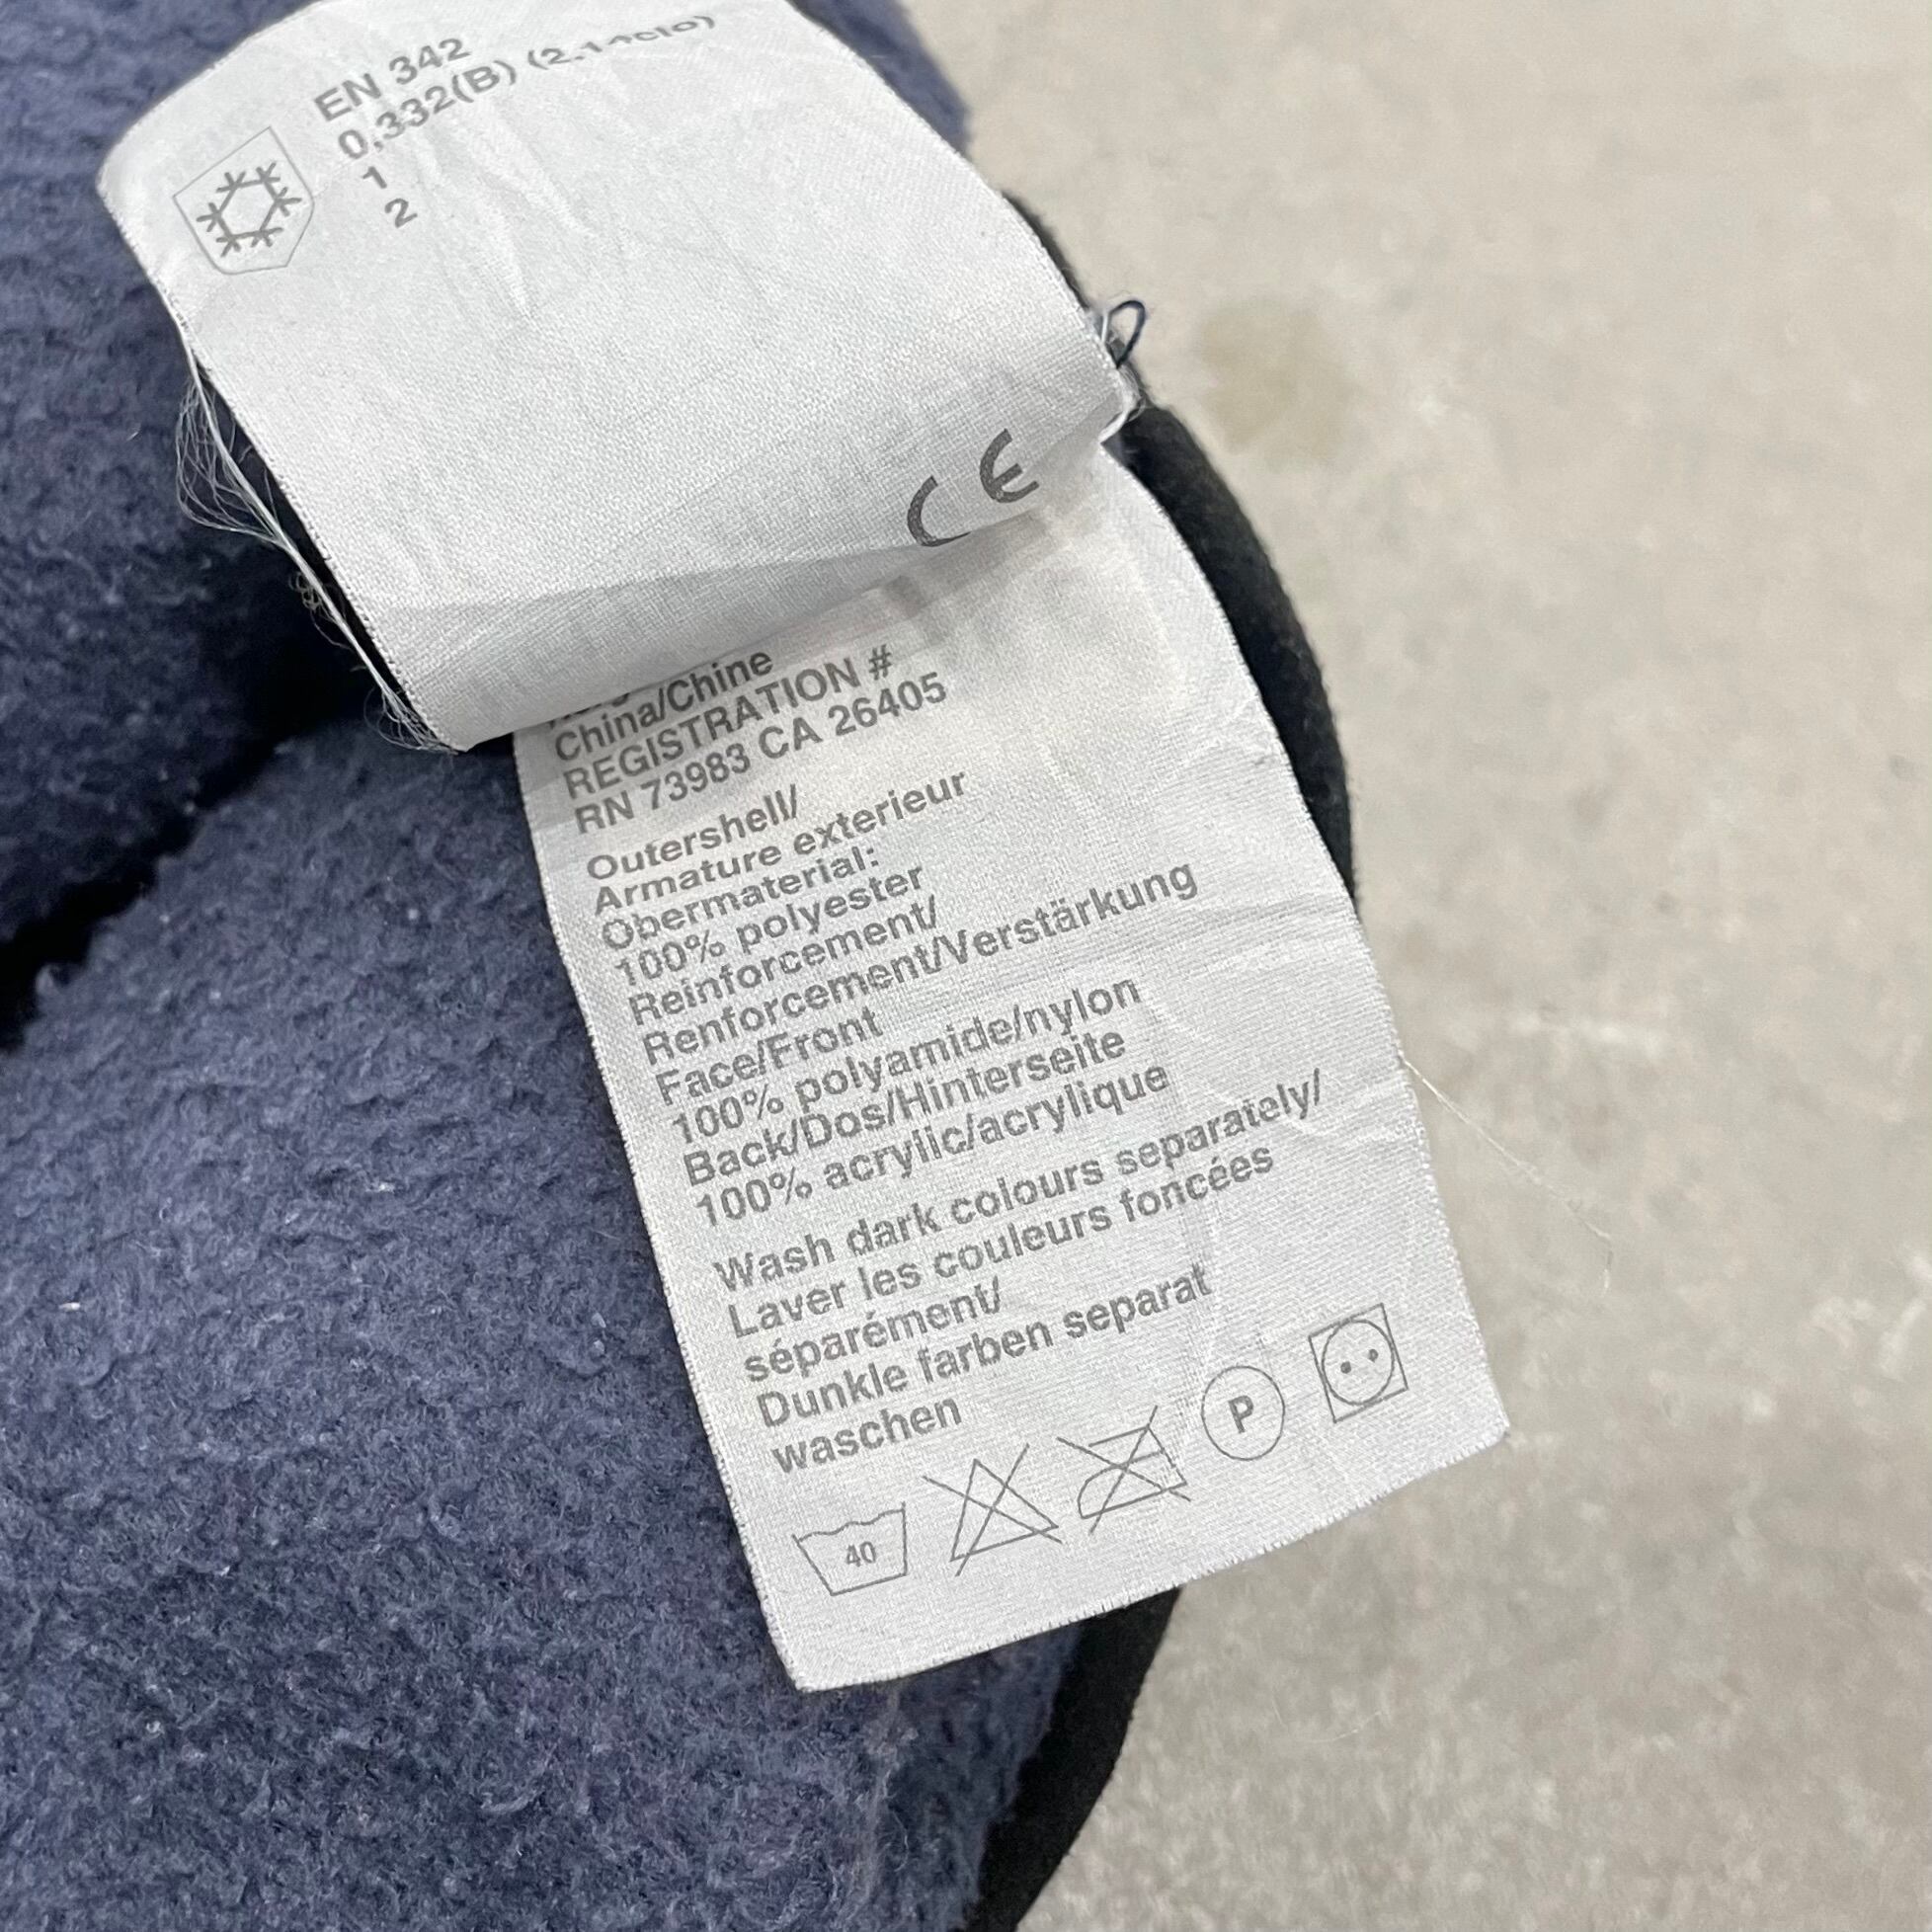 EN 342
0,332(B)
1
2
CE
China/Chine
REGISTRATION #
RN 73983 CA 26405
Outershell/
Armature exterieur
Obermaterial:
100% polyester
Reinforcement/
Renforcement/Verstärkung
Face/Front
100% polyamide/nylon
Back/Dos/Hinterseite
100% acrylic/acrylique
Wash dark colours separately/
Laver les couleurs foncées
séparément/
Dunkle farben separat
waschen
40
P